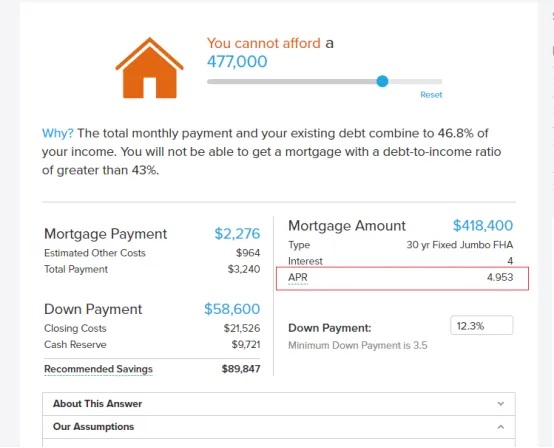 You cannot afford a
477,000
Reset
Why? The total monthly payment and your existing debt combine to 46.8% of
your income. You will not be able to get a mortgage with a debt-to-income ratio
of greater than 43%.
Mortgage Payment $2,276
Estimated Other Costs $964
Total Payment $3,240
Down Payment $58,600
Closing Costs $21,526
Cash Reserve $9,721
Recommended Savings $89,847
Mortgage Amount $418,400
Type 30 yr Fixed Jumbo FHA
Interest 4
APR 4.953
Down Payment: 12.3%
Minimum Down Payment is 3.5
About This Answer
Our Assumptions